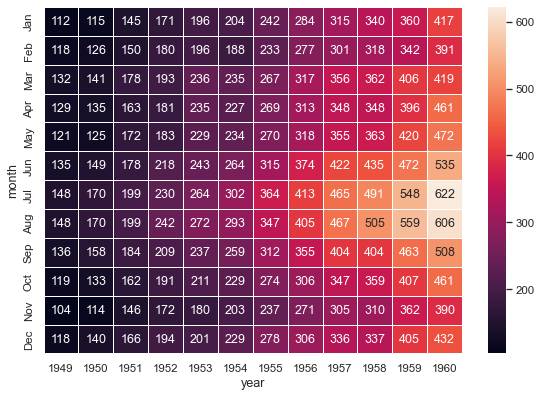 Jan 112 115 145 171 196 204 242 284 315 340 360 417
Feb 118 126 150 180 196 188 233 277 301 318 342 391
Mar 132 141 178 193 236 235 267 317 356 362 406 419
Apr 129 135 163 181 235 227 269 313 348 348 396 461
May 121 125 172 183 229 234 270 318 355 363 420 472
Jun 135 149 178 218 243 264 315 374 422 435 472 535
Jul 148 170 199 230 264 302 364 413 465 491 548 622
Aug 148 170 199 242 272 293 347 405 467 505 559 606
Sep 136 158 184 209 237 259 312 355 404 404 463 508
Oct 119 133 162 191 211 229 274 306 347 359 407 461
Nov 104 114 146 172 180 203 237 271 305 310 362 390
Dec 118 140 166 194 201 229 278 306 336 337 405 432
1949 1950 1951 1952 1953 1954 1955 1956 1957 1958 1959 1960
year
month
600
500
400
300
200